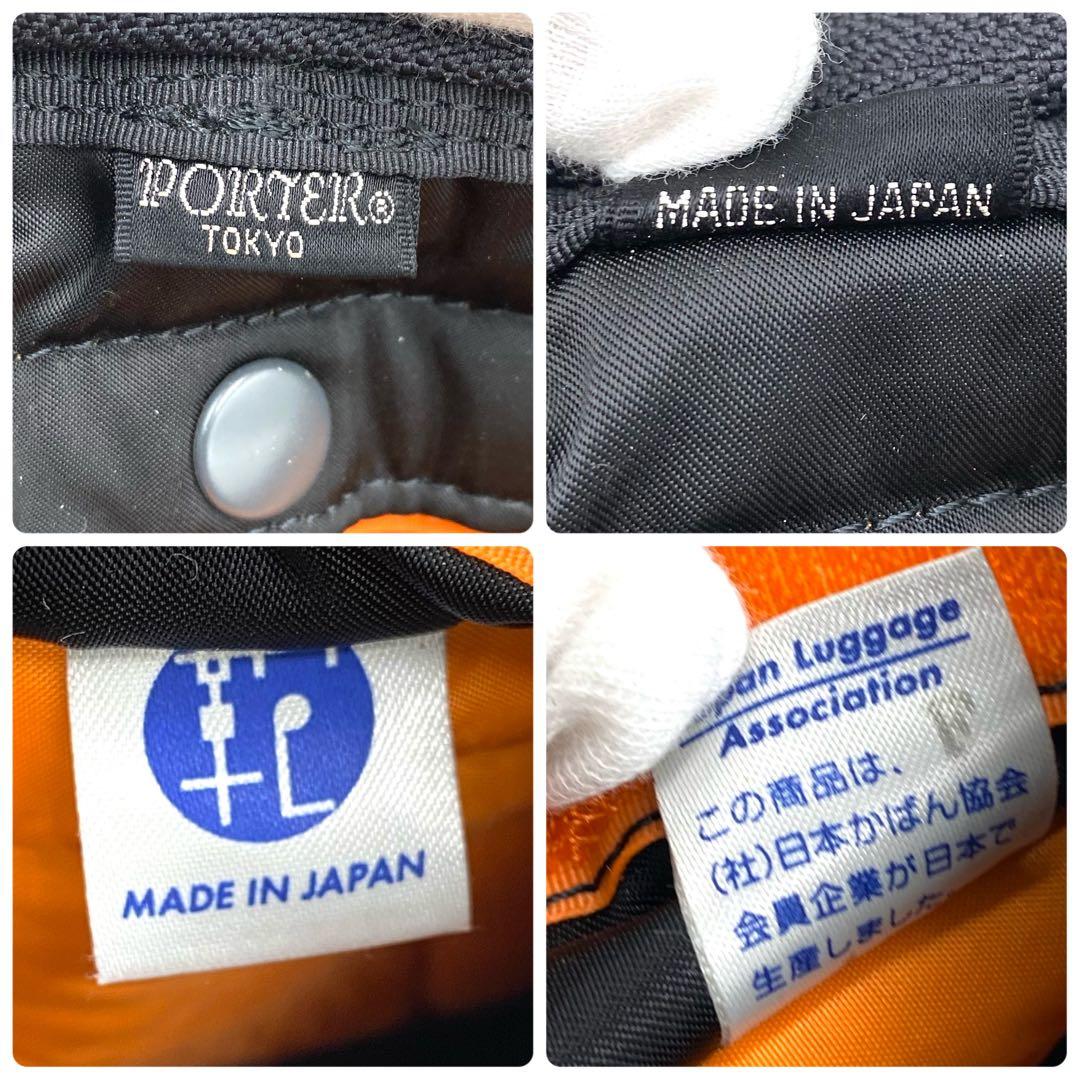 PORTER®
TOKYO
MADE IN JAPAN
MADE IN JAPAN
Luggage
Association
この商品は、
(社)日本かばん協会
会員企業が日本で
生産しました